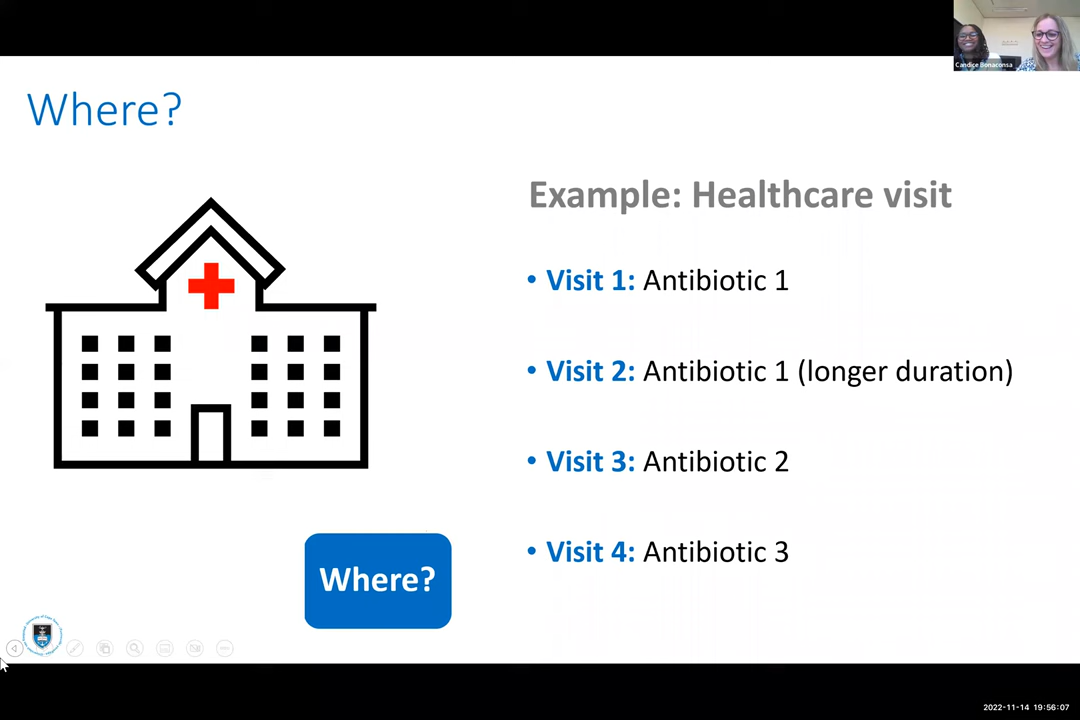 Candice Bonaconsa
Where?
Example: Healthcare visit
• Visit 1: Antibiotic 1
• Visit 2: Antibiotic 1 (longer duration)
• Visit 3: Antibiotic 2
• Visit 4: Antibiotic 3
Where?
2022-11-14 19:56:07